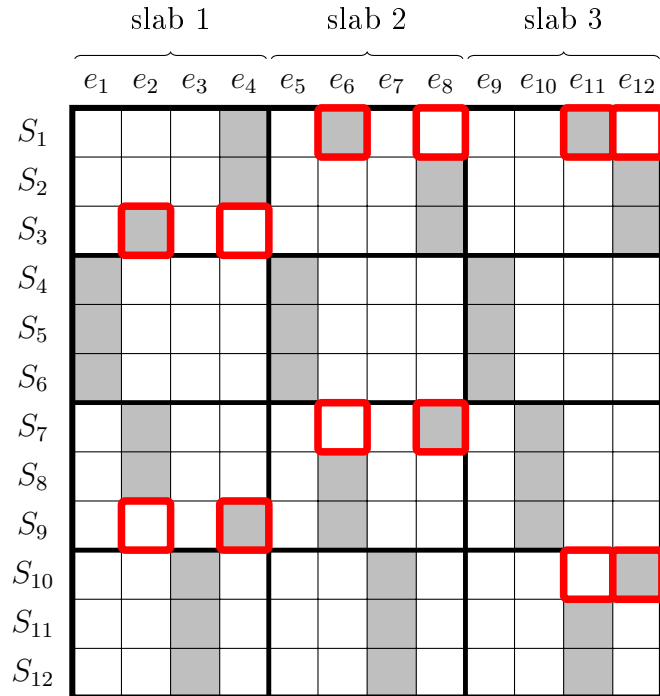 slab 1 slab 2 slab 3
e₁ e₂ e₃ e₄ e₅ e₆ e₇ e₈ e₉ e₁₀ e₁₁ e₁₂
S₁
S₂
S₃
S₄
S₅
S₆
S₇
S₈
S₉
S₁₀
S₁₁
S₁₂